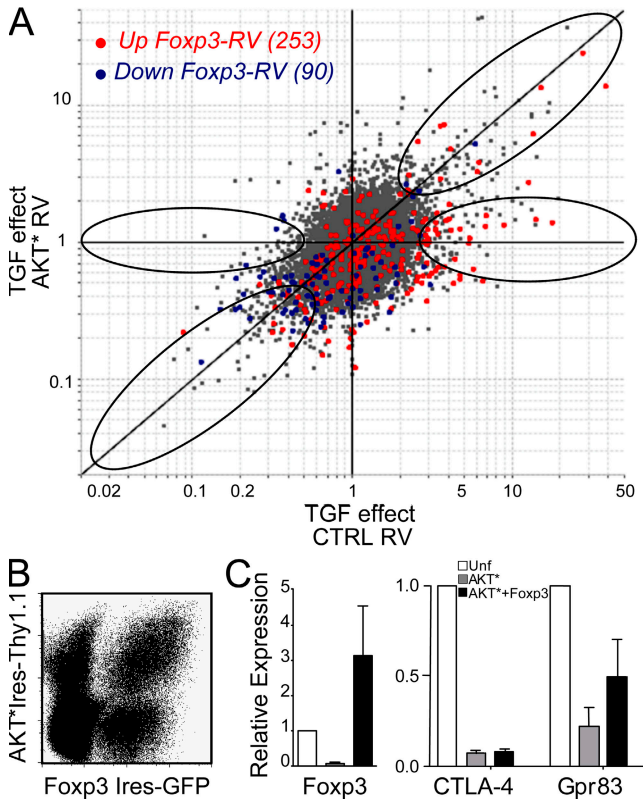 A
Up Foxp3-RV (253)
Down Foxp3-RV (90)
TGF effect
AKT* RV
10
1
0.1
0.02 0.1 0.2 1 5 10 50
TGF effect
CTRL RV
B
AKT*Ires-Thy1.1
Foxp3 Ires-GFP
C
Unf
AKT*
AKT*+Foxp3
Relative Expression
5
4
3
2
1
0
Foxp3
1.0
0.5
0.0
CTLA-4 Gpr83